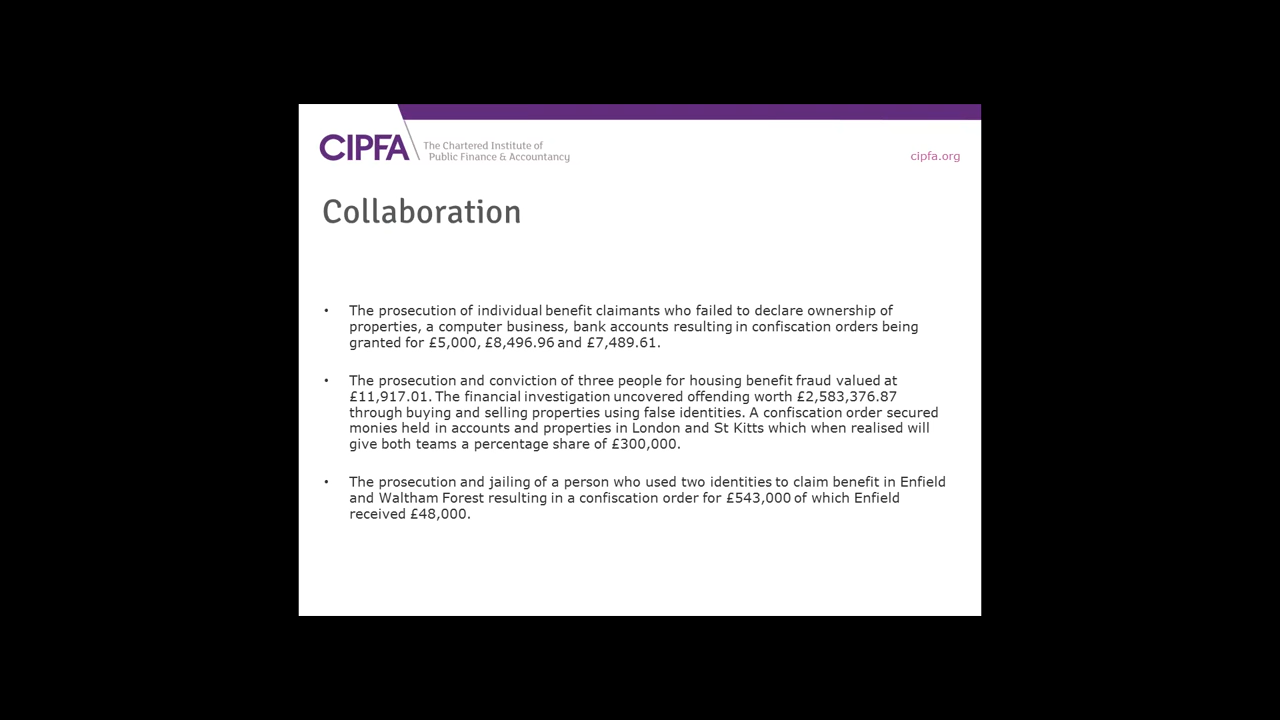 CIPFA
The Chartered Institute of
Public Finance & Accountancy
cipfa.org
Collaboration
• The prosecution of individual benefit claimants who failed to declare ownership of
properties, a computer business, bank accounts resulting in confiscation orders being
granted for £5,000, £8,496.96 and £7,489.61.
• The prosecution and conviction of three people for housing benefit fraud valued at
£11,917.01. The financial investigation uncovered offending worth £2,583,376.87
through buying and selling properties using false identities. A confiscation order secured
monies held in accounts and properties in London and St Kitts which when realised will
give both teams a percentage share of £300,000.
• The prosecution and jailing of a person who used two identities to claim benefit in Enfield
and Waltham Forest resulting in a confiscation order for £543,000 of which Enfield
received £48,000.